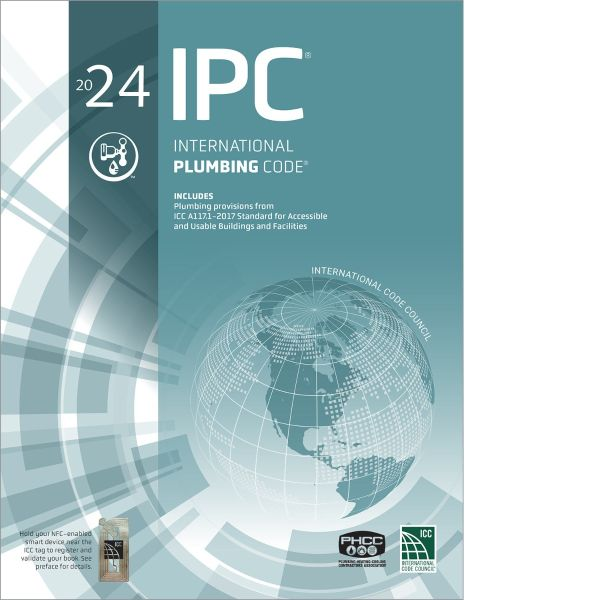 2024
IPC®
INTERNATIONAL
PLUMBING CODE®
INCLUDES
Plumbing provisions from
ICC A117.1–2017 Standard for Accessible
and Usable Buildings and Facilities
TM
INTERNATIONAL CODE COUNCIL
Hold your NFC-enabled
smart device near the
ICC tag to register and
validate your book. See
preface for details.
PHCC
PLUMBING-HEATING-COOLING
CONTRACTORS ASSOCIATION
ICC
INTERNATIONAL
CODE COUNCIL®